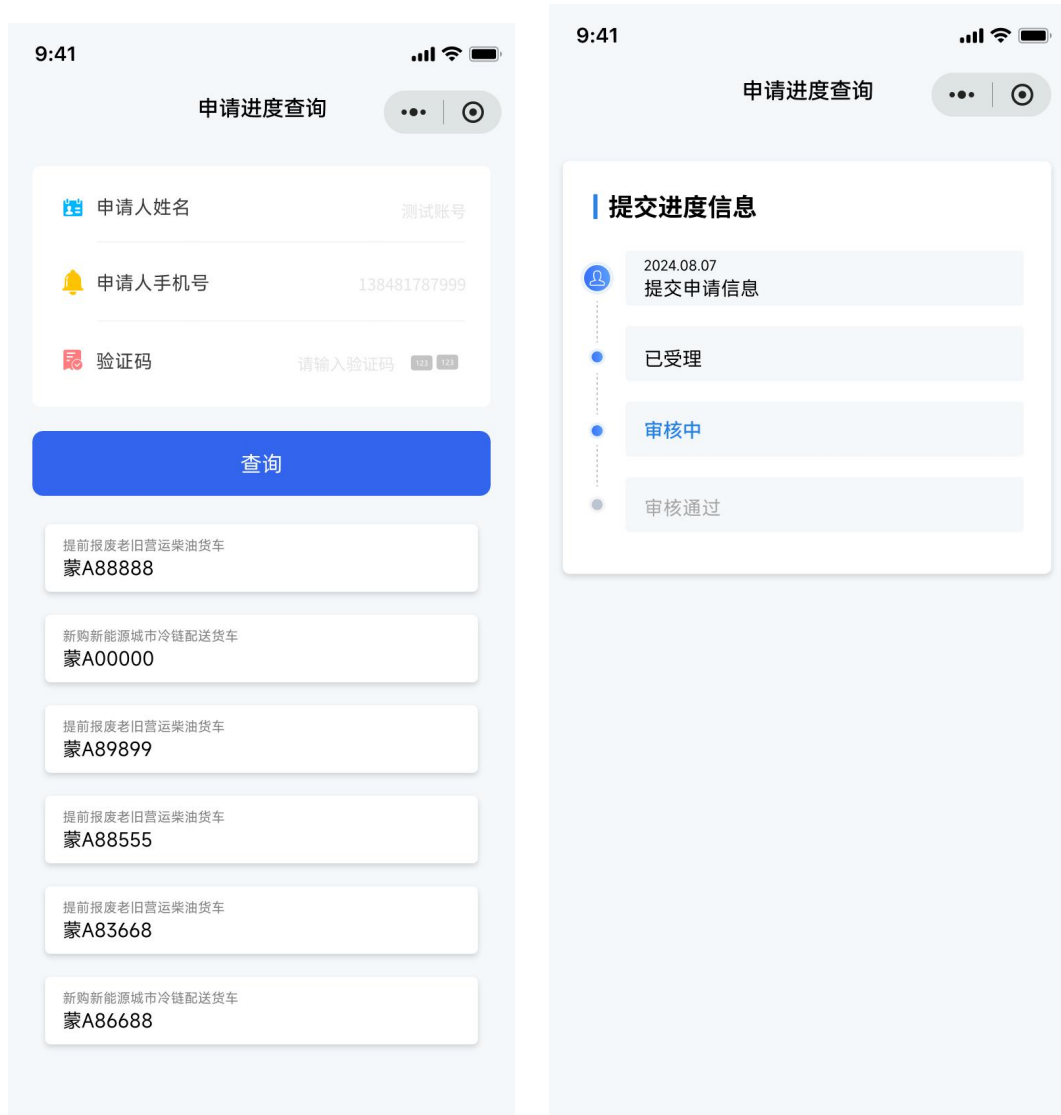 9:41
申请进度查询
申请人姓名
测试账号
申请人手机号
138481787999
验证码
请输入验证码
123
123
查询
提前报废老旧营运柴油货车
蒙A88888
新购新能源城市冷链配送货车
蒙A00000
提前报废老旧营运柴油货车
蒙A89899
提前报废老旧营运柴油货车
蒙A88555
提前报废老旧营运柴油货车
蒙A83668
新购新能源城市冷链配送货车
蒙A86688
9:41
申请进度查询
提交进度信息
2024.08.07
提交申请信息
已受理
审核中
审核通过